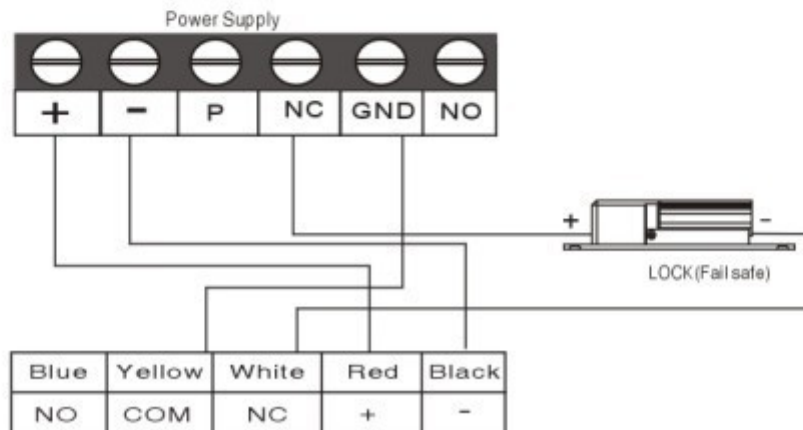 Power Supply
+ - P NC GND NO
+ -
LOCK(Fail safe)
Blue Yellow White Red Black
NO COM NC + -